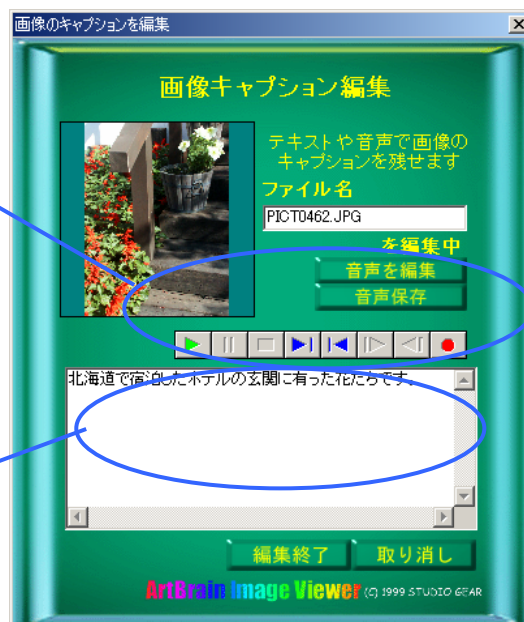 画像のキャプションを編集
画像キャプション編集
テキストや音声で画像の
キャプションを残せます
ファイル名
PICT0462.JPG
を編集中
音声を編集
音声保存
北海道で宿泊したホテルの玄関に有った花たちです。
編集終了
取り消し
ArtBrain Image Viewer (C) 1999 STUDIO GEAR